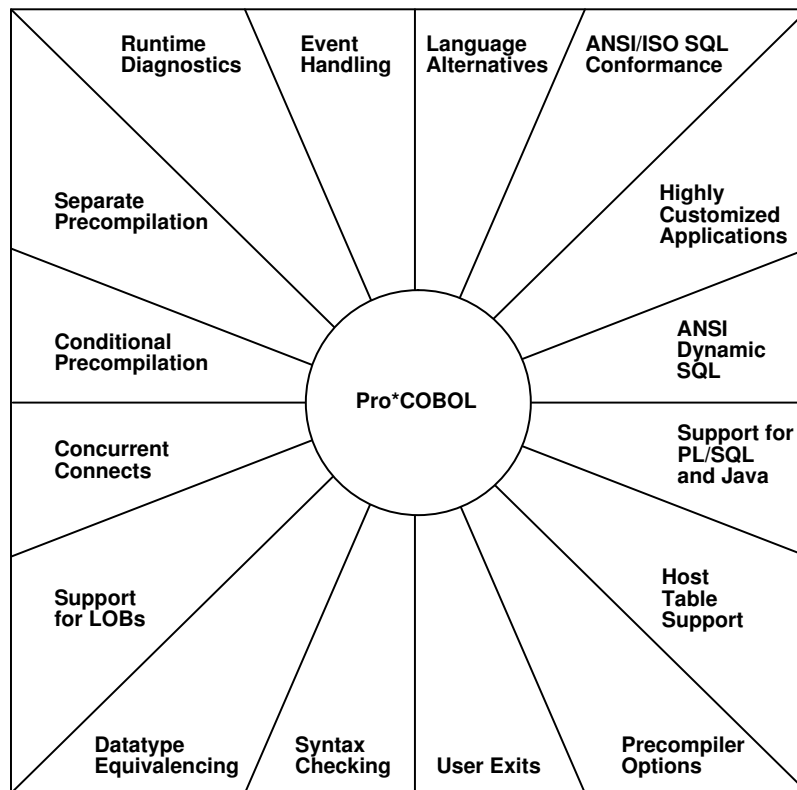 Runtime
Diagnostics
Event
Handling
Language
Alternatives
ANSI/ISO SQL
Conformance
Separate
Precompilation
Highly
Customized
Applications
Conditional
Precompilation
ANSI
Dynamic
SQL
Pro*COBOL
Concurrent
Connects
Support for
PL/SQL
and Java
Support
for LOBs
Host
Table
Support
Datatype
Equivalencing
Syntax
Checking
User Exits
Precompiler
Options